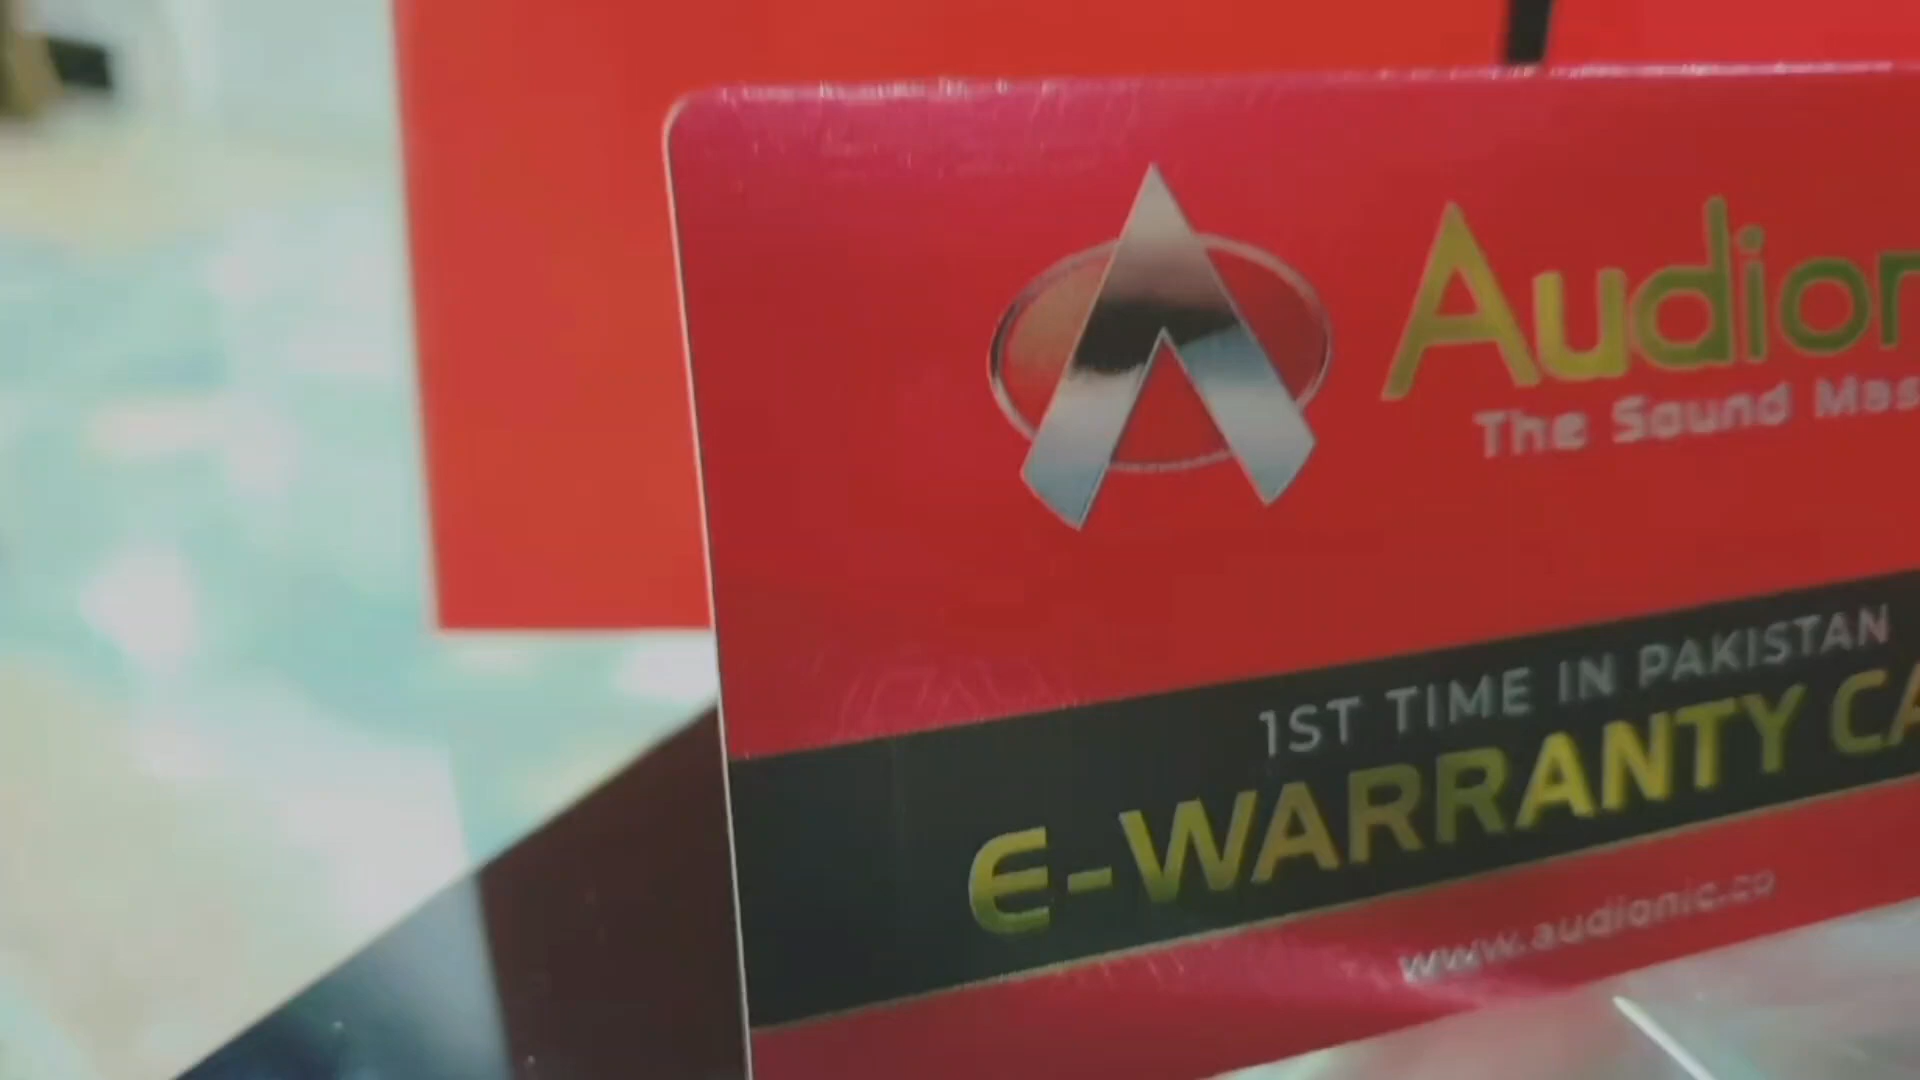 Audion
The Sound Mas
1ST TIME IN PAKISTAN
E-WARRANTY CA
www.audionic.co